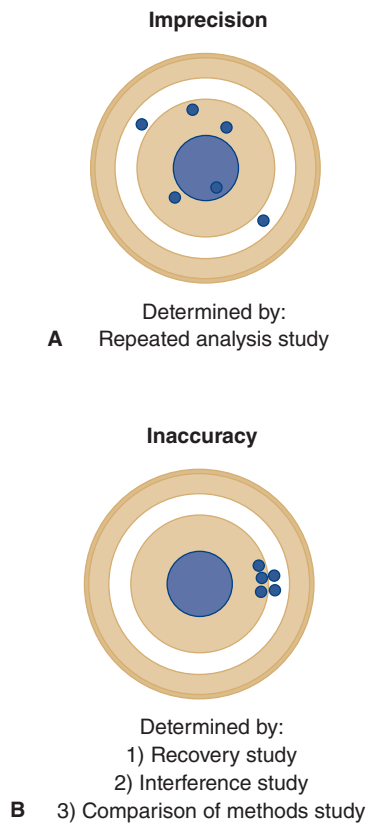 Imprecision
Determined by:
A Repeated analysis study
Inaccuracy
Determined by:
1) Recovery study
2) Interference study
B 3) Comparison of methods study